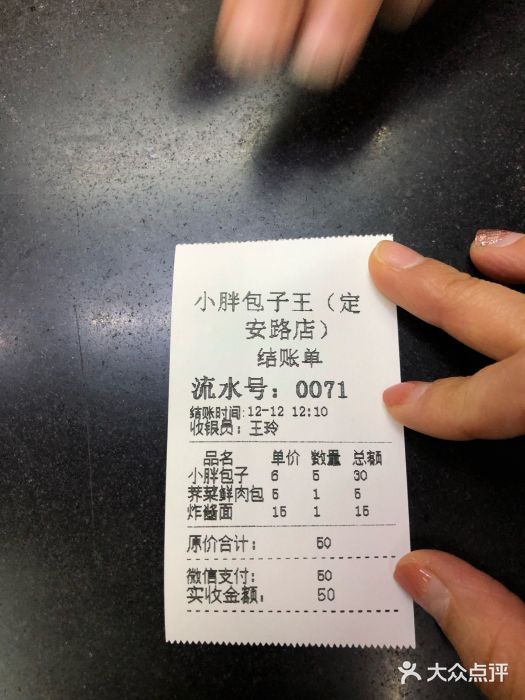 小胖包子王（定
安路店）
结账单
流水号：0071
结账时间:12-12 12:10
收银员：王玲
品名 单价 数量 总额
小胖包子 6 5 30
荠菜鲜肉包 5 1 5
炸酱面 15 1 15
原价合计： 50
微信支付： 50
实收金额： 50
大众点评